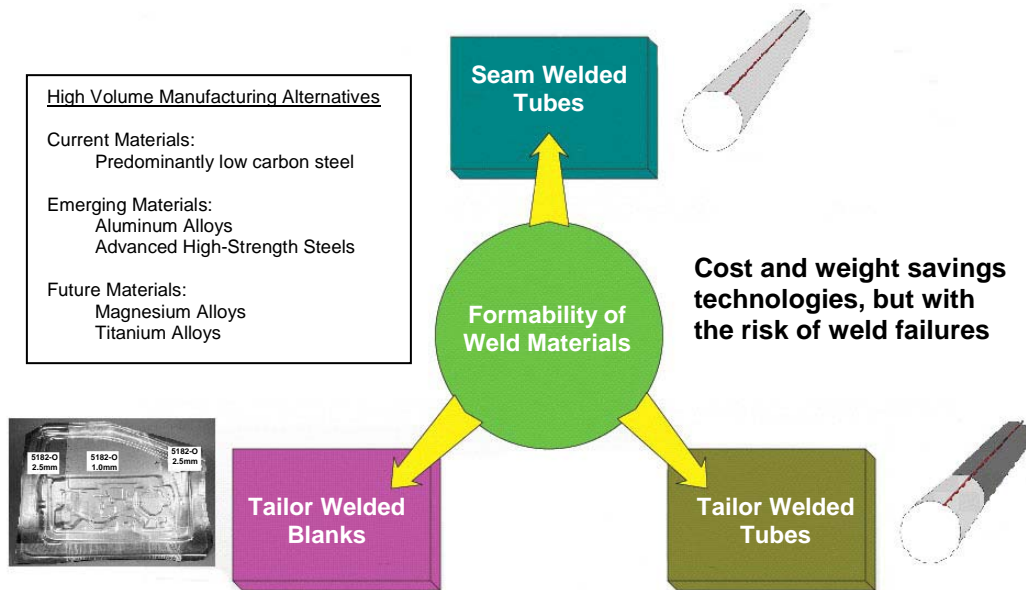 High Volume Manufacturing Alternatives
Current Materials:
Predominantly low carbon steel
Emerging Materials:
Aluminum Alloys
Advanced High-Strength Steels
Future Materials:
Magnesium Alloys
Titanium Alloys
Seam Welded
Tubes
Formability of
Weld Materials
Cost and weight savings
technologies, but with
the risk of weld failures
5182-O
2.5mm
5182-O
1.0mm
5182-O
2.5mm
Tailor Welded
Blanks
Tailor Welded
Tubes